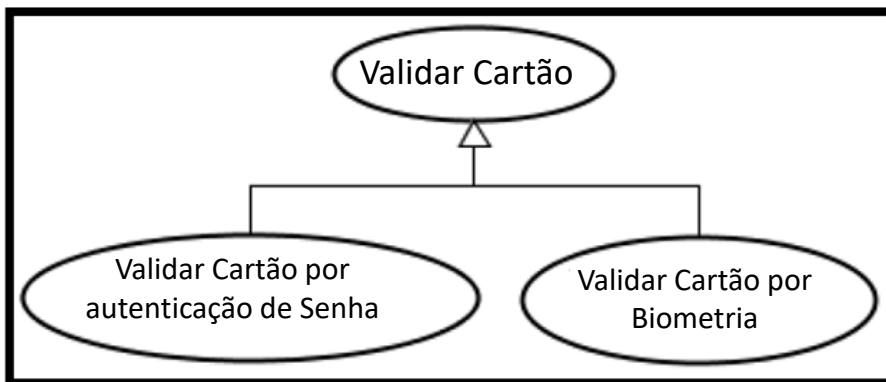 Validar Cartão
Validar Cartão por
autenticação de Senha
Validar Cartão por
Biometria